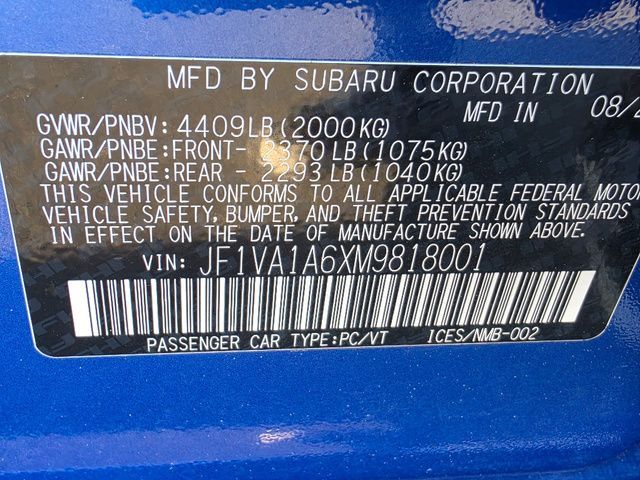 MFD BY SUBARU CORPORATION
MFD IN 08/2
GVWR/PNBV: 4409LB(2000KG)
GAWR/PNBE:FRONT- 2370 LB(1075KG)
GAWR/PNBE:REAR - 2293 LB(1040KG)
THIS VEHICLE CONFORMS TO ALL APPLICABLE FEDERAL MOTOR
VEHICLE SAFETY, BUMPER, AND THEFT PREVENTION STANDARDS
IN EFFECT ON THE DATE OF MANUFACTURE SHOWN ABOVE.
VIN: JF1VA1A6XM9818001
PASSENGER CAR TYPE:PC/VT ICES/NMB-002